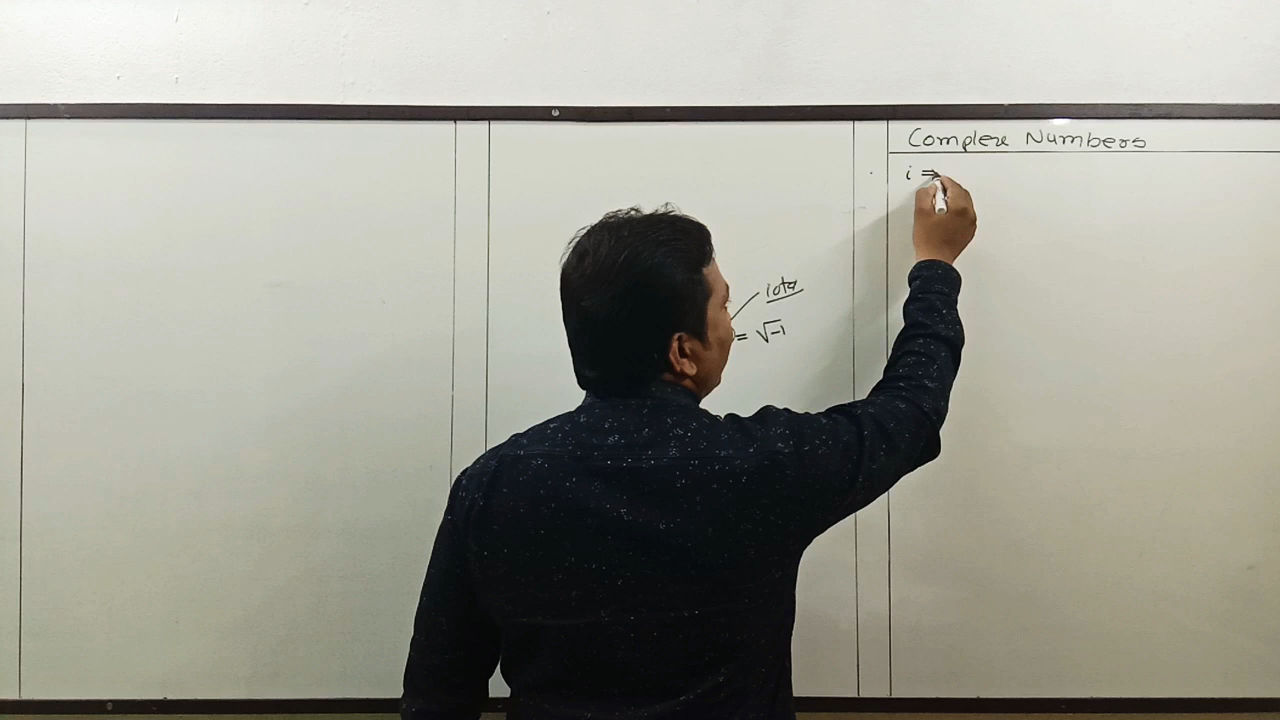 Complex Numbers
i ⇒
iota
= √-1